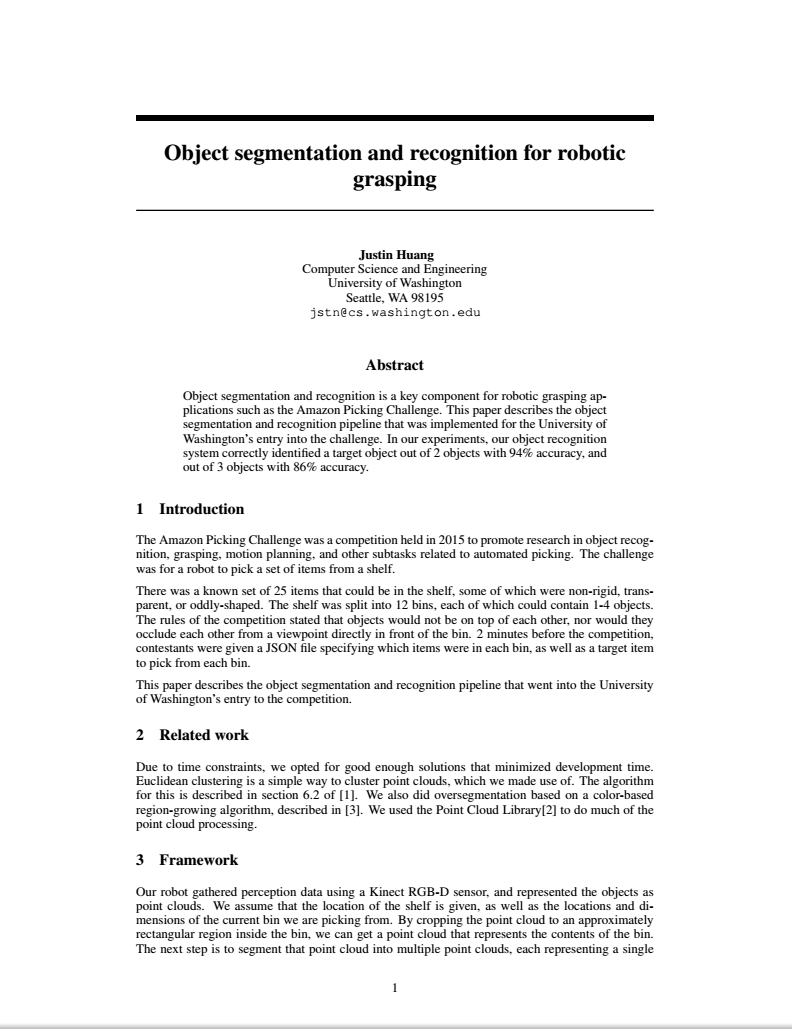 Object segmentation and recognition for robotic
grasping
Justin Huang
Computer Science and Engineering
University of Washington
Seattle, WA 98195
jstn@cs.washington.edu
Abstract
Object segmentation and recognition is a key component for robotic grasping ap-
plications such as the Amazon Picking Challenge. This paper describes the object
segmentation and recognition pipeline that was implemented for the University of
Washington's entry into the challenge. In our experiments, our object recognition
system correctly identified a target object out of 2 objects with 94% accuracy, and
out of 3 objects with 86% accuracy.
1 Introduction
The Amazon Picking Challenge was a competition held in 2015 to promote research in object recog-
nition, grasping, motion planning, and other subtasks related to automated picking. The challenge
was for a robot to pick a set of items from a shelf.
There was a known set of 25 items that could be in the shelf, some of which were non-rigid, trans-
parent, or oddly-shaped. The shelf was split into 12 bins, each of which could contain 1-4 objects.
The rules of the competition stated that objects would not be on top of each other, nor would they
occlude each other from a viewpoint directly in front of the bin. 2 minutes before the competition,
contestants were given a JSON file specifying which items were in each bin, as well as a target item
to pick from each bin.
This paper describes the object segmentation and recognition pipeline that went into the University
of Washington's entry to the competition.
2 Related work
Due to time constraints, we opted for good enough solutions that minimized development time.
Euclidean clustering is a simple way to cluster point clouds, which we made use of. The algorithm
for this is described in section 6.2 of [1]. We also did oversegmentation based on a color-based
region-growing algorithm, described in [3]. We used the Point Cloud Library[2] to do much of the
point cloud processing.
3 Framework
Our robot gathered perception data using a Kinect RGB-D sensor, and represented the objects as
point clouds. We assume that the location of the shelf is given, as well as the locations and di-
mensions of the current bin we are picking from. By cropping the point cloud to an approximately
rectangular region inside the bin, we can get a point cloud that represents the contents of the bin.
The next step is to segment that point cloud into multiple point clouds, each representing a single
1